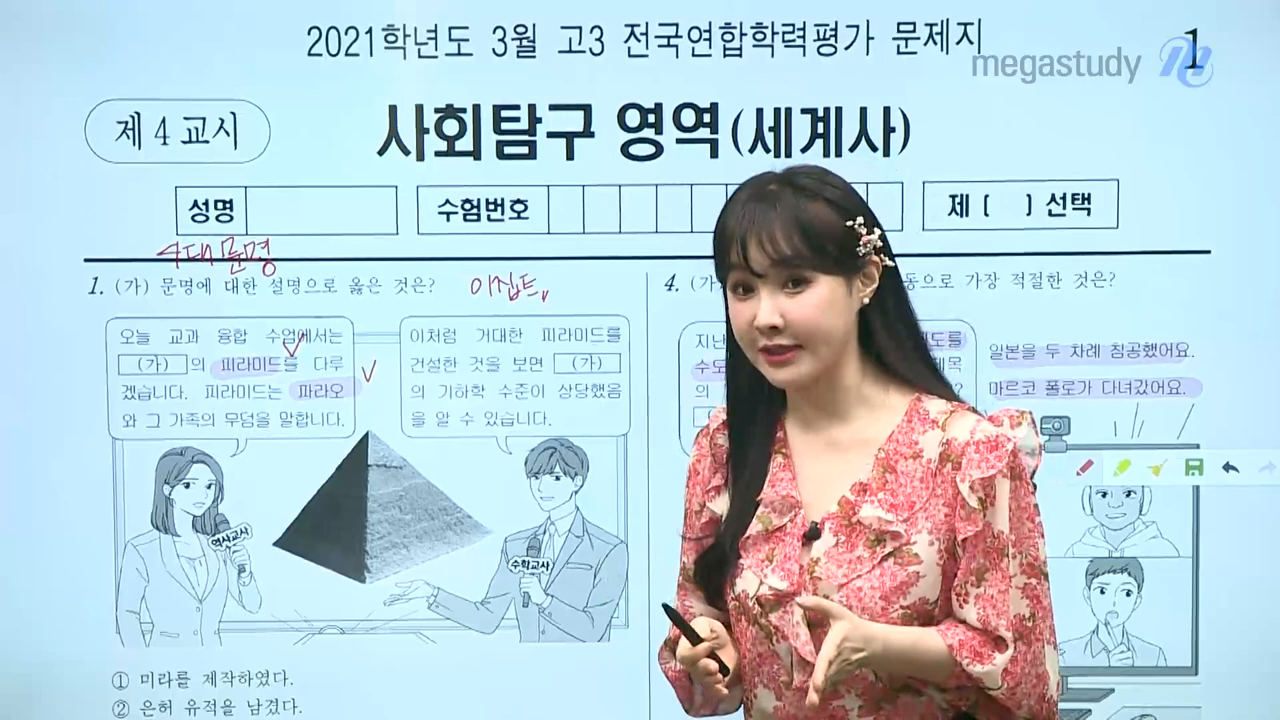 2021학년도 3월 고3 전국연합학력평가 문제지
1
megastudy
제 4 교시
사회탐구 영역(세계사)
성명
수험번호
제 ( ) 선택
4대 문명
1. (가) 문명에 대한 설명으로 옳은 것은?
이집트
오늘 교과 융합 수업에서는
(가) 의 피라미드를 다루
겠습니다. 피라미드는 파라오
와 그 가족의 무덤을 말합니다.
이처럼 거대한 피라미드를
건설한 것을 보면 (가)
의 기하학 수준이 상당했음
을 알 수 있습니다.
역사교사
수학교사
① 미라를 제작하였다.
② 은허 유적을 남겼다.
4. (가
동으로 가장 적절한 것은?
지난
도를
수도
제목
의
일본을 두 차례 침공했어요.
마르코 폴로가 다녀갔어요.